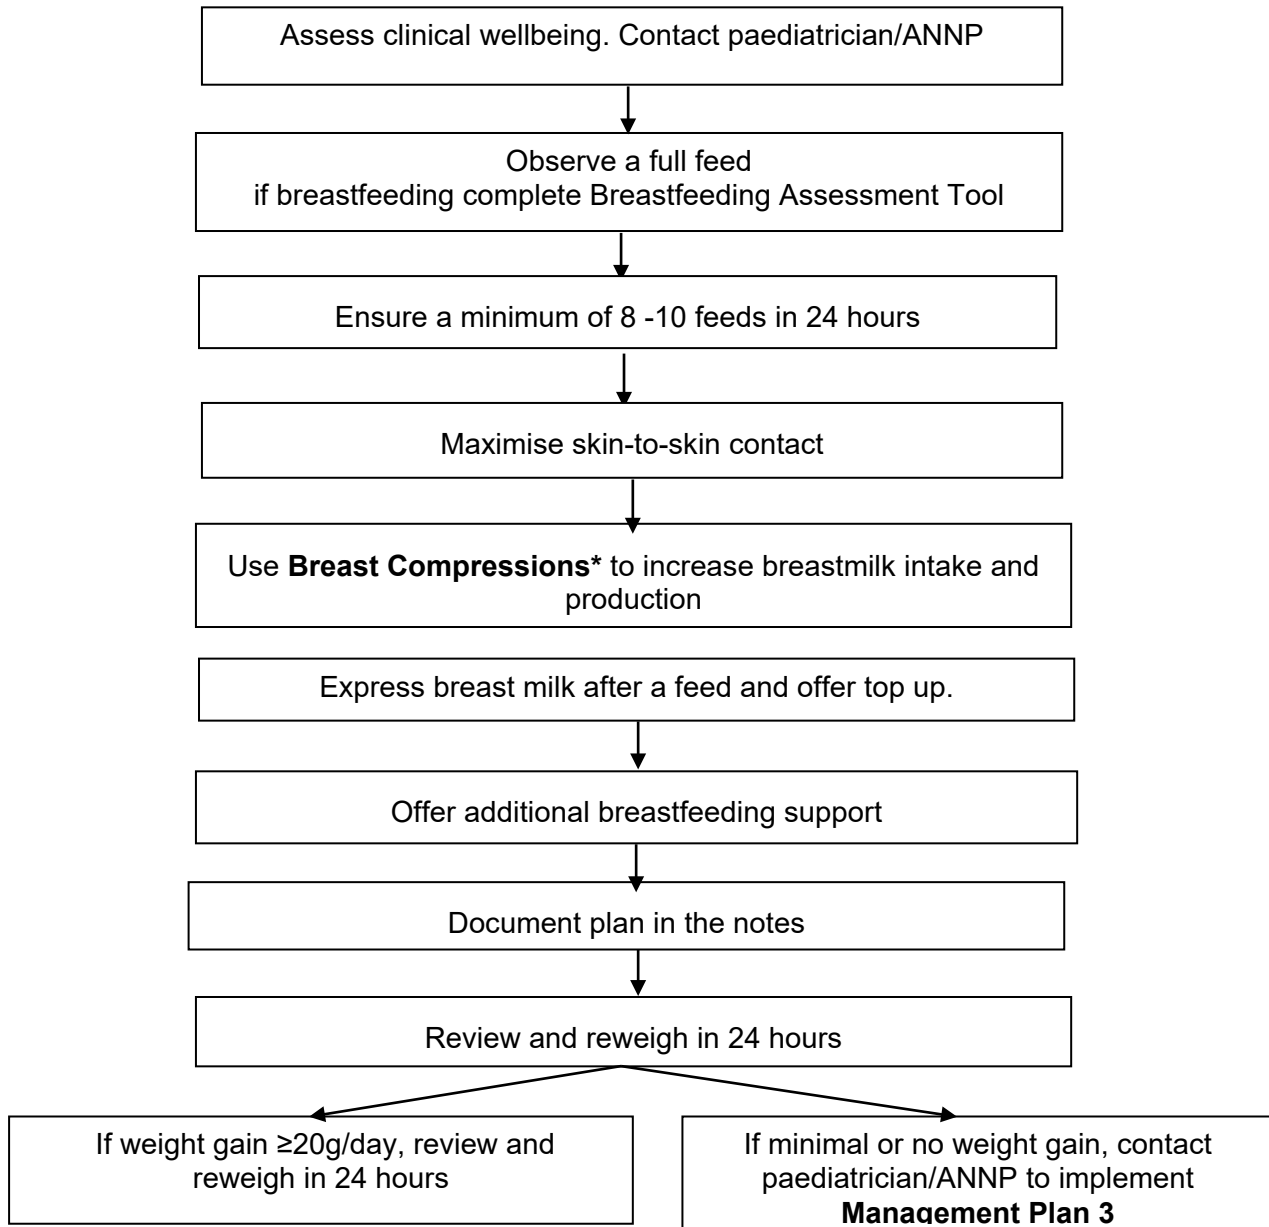 Assess clinical wellbeing. Contact paediatrician/ANNP
Observe a full feed
if breastfeeding complete Breastfeeding Assessment Tool
Ensure a minimum of 8 -10 feeds in 24 hours
Maximise skin-to-skin contact
Use Breast Compressions* to increase breastmilk intake and
production
Express breast milk after a feed and offer top up.
Offer additional breastfeeding support
Document plan in the notes
Review and reweigh in 24 hours
If weight gain ≥20g/day, review and
reweigh in 24 hours
If minimal or no weight gain, contact
paediatrician/ANNP to implement
Management Plan 3